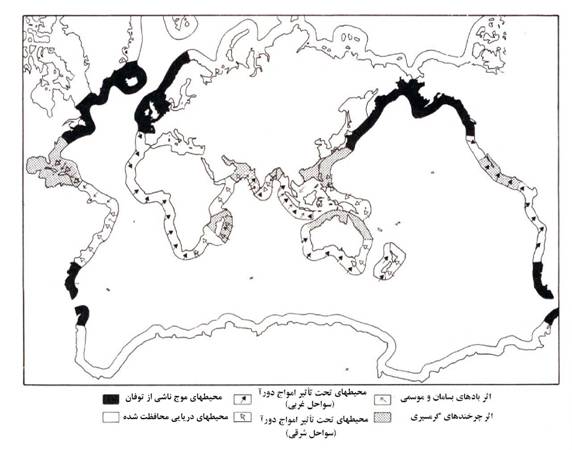 محیطهای موج ناشی از توفان
محیطهای تحت تأثیر امواج دورآ
(سواحل غربی)
اثر بادهای بسامان و موسمی
محیطهای دریایی محافظت شده
محیطهای تحت تأثیر امواج دورآ
(سواحل شرقی)
اثر چرخندهای گرمسیری